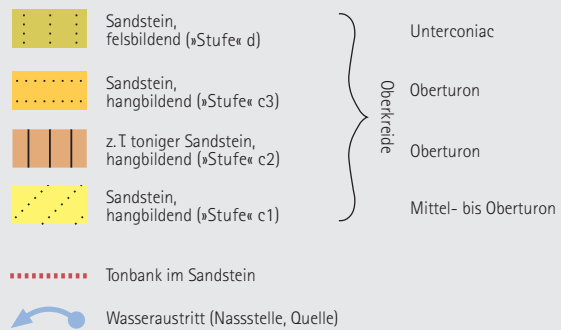 Sandstein,
felsbildend (»Stufe« d)
Unterconiac
Sandstein,
hangbildend (»Stufe« c3)
Oberturon
z.T. toniger Sandstein,
hangbildend (»Stufe« c2)
Oberturon
Sandstein,
hangbildend (»Stufe« c1)
Mittel- bis Oberturon
Oberkreide
Tonbank im Sandstein
Wasseraustritt (Nassstelle, Quelle)